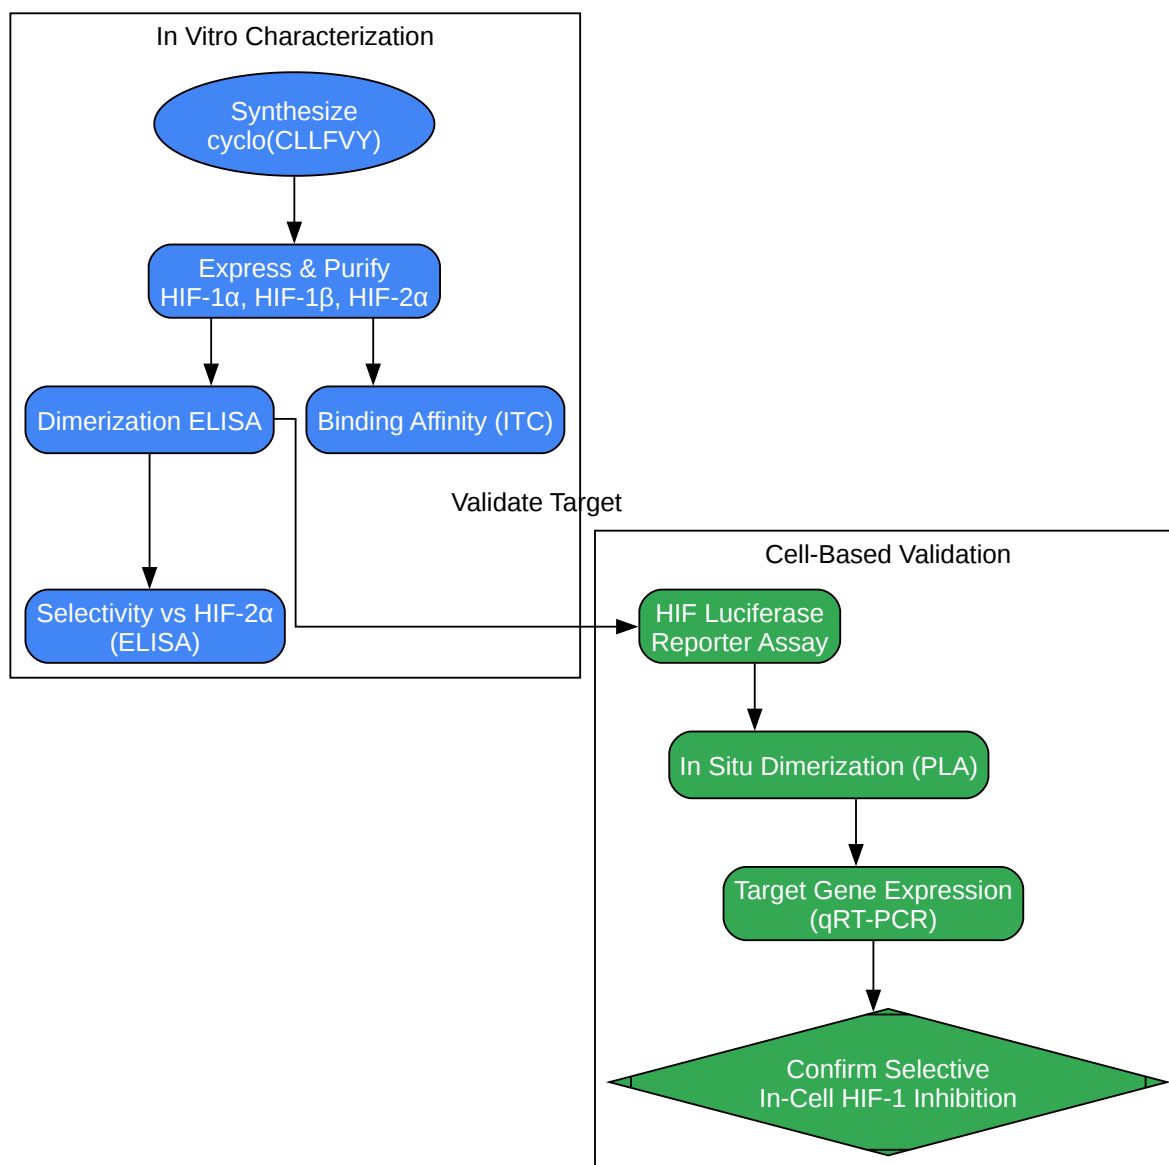 In Vitro Characterization
Synthesize
cyclo(CLLFVY)
Express & Purify
HIF-1α, HIF-1β, HIF-2α
Dimerization ELISA
Binding Affinity (ITC)
Validate Target
Selectivity vs HIF-2α
(ELISA)
Cell-Based Validation
HIF Luciferase
Reporter Assay
In Situ Dimerization (PLA)
Target Gene Expression
(qRT-PCR)
Confirm Selective
In-Cell HIF-1 Inhibition